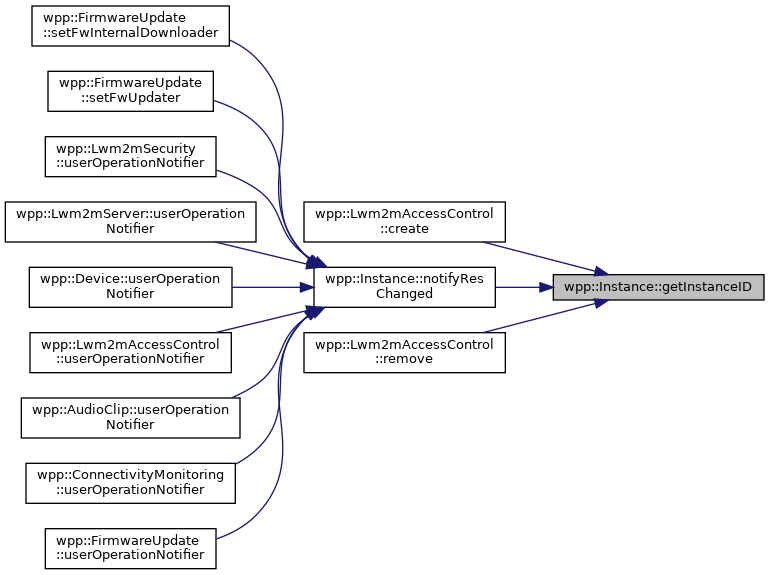 wpp::FirmwareUpdate
::setFwInternalDownloader
wpp::FirmwareUpdate
::setFwUpdater
wpp::Lwm2mSecurity
::userOperationNotifier
wpp::Lwm2mServer::userOperation
Notifier
wpp::Device::userOperation
Notifier
wpp::Lwm2mAccessControl
::userOperationNotifier
wpp::AudioClip::userOperation
Notifier
wpp::ConnectivityMonitoring
::userOperationNotifier
wpp::FirmwareUpdate
::userOperationNotifier
wpp::Lwm2mAccessControl
::create
wpp::Instance::notifyRes
Changed
wpp::Lwm2mAccessControl
::remove
wpp::Instance::getInstanceID